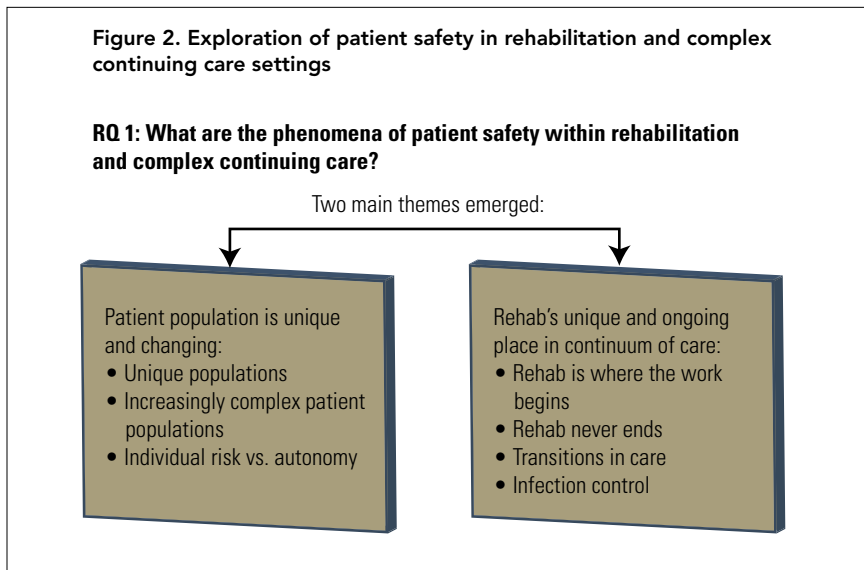 Figure 2. Exploration of patient safety in rehabilitation and complex
continuing care settings
RQ 1: What are the phenomena of patient safety within rehabilitation
and complex continuing care?
Two main themes emerged:
Patient population is unique
and changing:
• Unique populations
• Increasingly complex patient
populations
• Individual risk vs. autonomy
Rehab’s unique and ongoing
place in continuum of care:
• Rehab is where the work
begins
• Rehab never ends
• Transitions in care
• Infection control